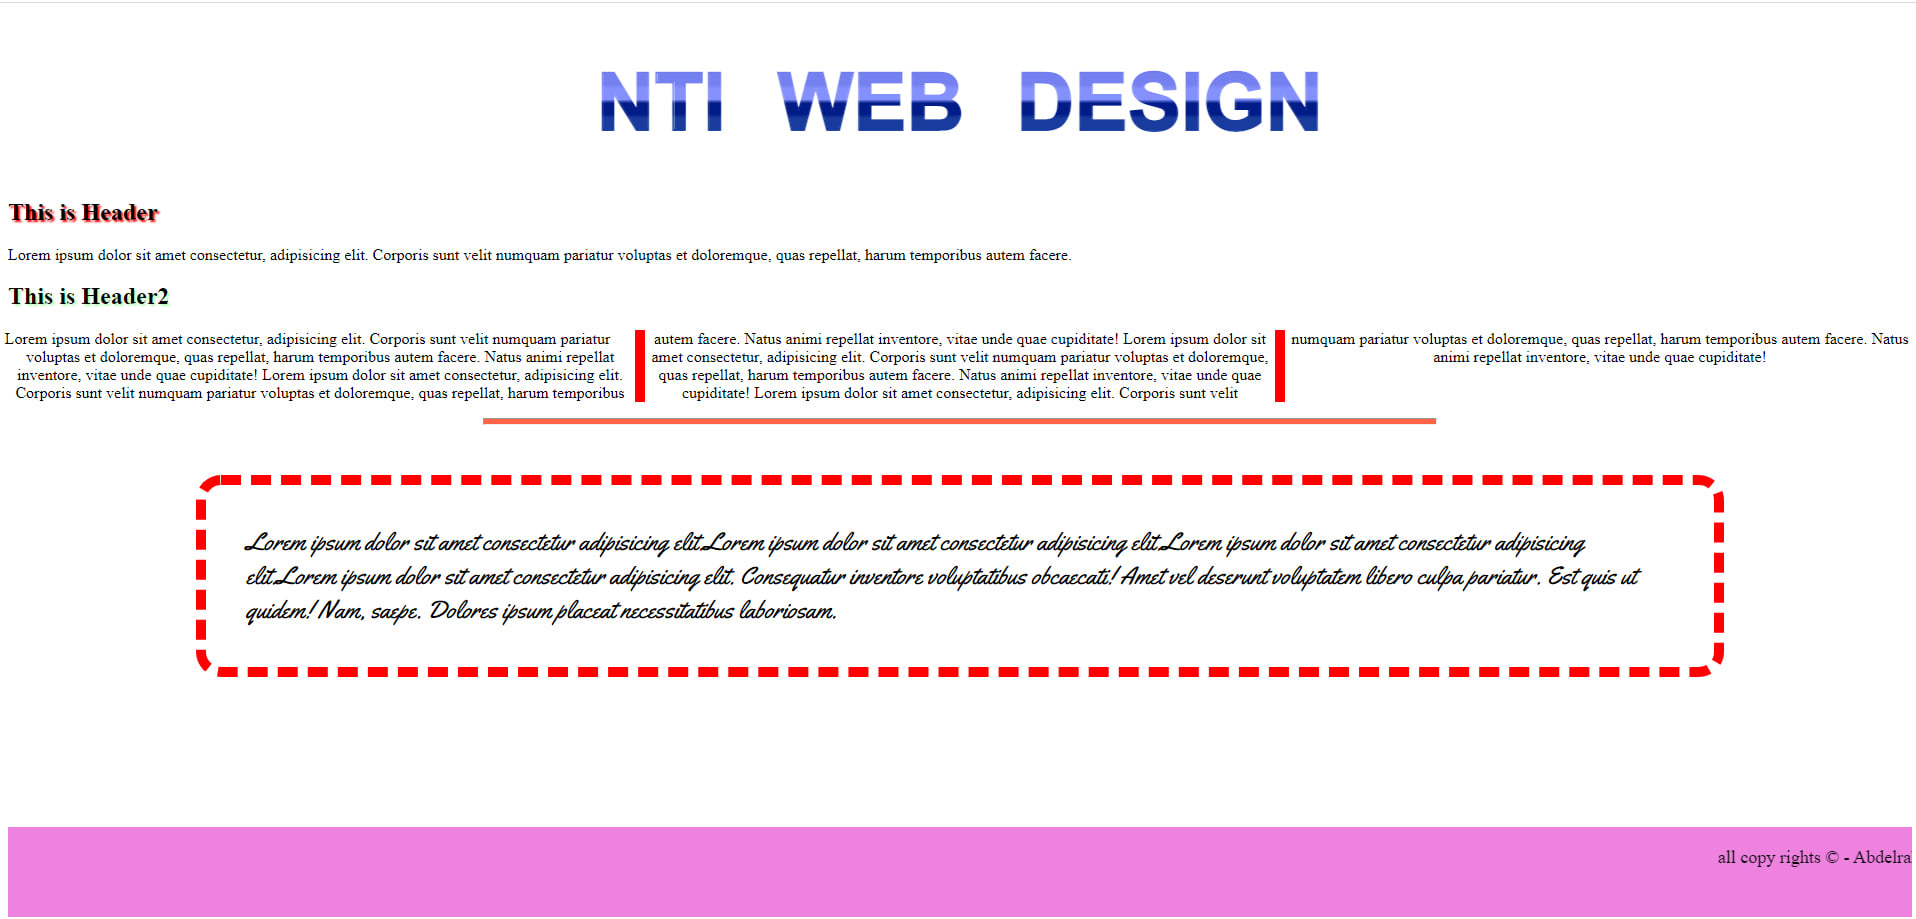 NTI WEB DESIGN
This is Header
Lorem ipsum dolor sit amet consectetur, adipisicing elit. Corporis sunt velit numquam pariatur voluptas et doloremque, quas repellat, harum temporibus autem facere.
This is Header2
Lorem ipsum dolor sit amet consectetur, adipisicing elit. Corporis sunt velit numquam pariatur
voluptas et doloremque, quas repellat, harum temporibus autem facere. Natus animi repellat
inventore, vitae unde quae cupiditate! Lorem ipsum dolor sit amet consectetur, adipisicing elit.
Corporis sunt velit numquam pariatur voluptas et doloremque, quas repellat, harum temporibus
autem facere. Natus animi repellat inventore, vitae unde quae cupiditate! Lorem ipsum dolor sit
amet consectetur, adipisicing elit. Corporis sunt velit numquam pariatur voluptas et doloremque,
quas repellat, harum temporibus autem facere. Natus animi repellat inventore, vitae unde quae
cupiditate! Lorem ipsum dolor sit amet consectetur, adipisicing elit. Corporis sunt velit
numquam pariatur voluptas et doloremque, quas repellat, harum temporibus autem facere. Natus
animi repellat inventore, vitae unde quae cupiditate!
Lorem ipsum dolor sit amet consectetur adipisicing elit.Lorem ipsum dolor sit amet consectetur adipisicing elit.Lorem ipsum dolor sit amet consectetur adipisicing
elit.Lorem ipsum dolor sit amet consectetur adipisicing elit. Consequatur inventore voluptatibus obcaecati! Amet vel deserunt voluptatem libero culpa pariatur. Est quis ut
quidem! Nam, saepe. Dolores ipsum placeat necessitatibus laboriosam.
all copy rights © -